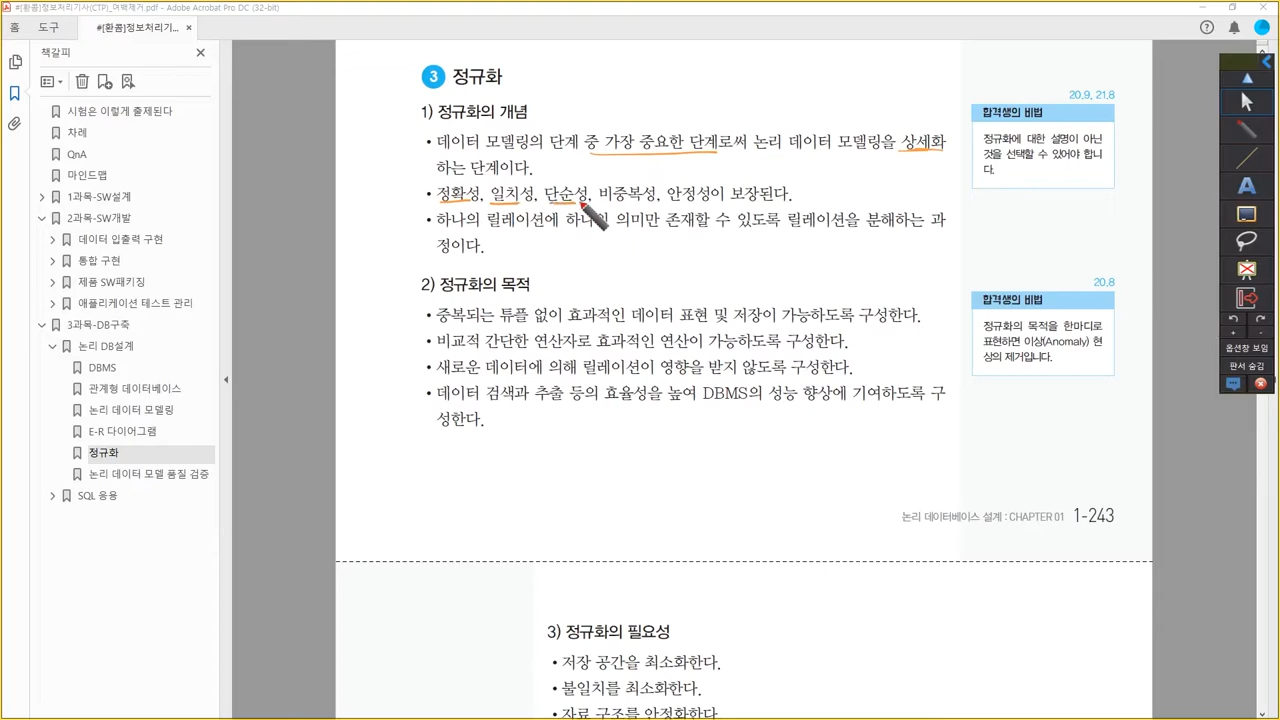 #[환콤]정보처리기사(CTP)_여백제거.pdf - Adobe Acrobat Pro DC (32-bit)
홈 도구 #[환콤]정보처리기... ×
책갈피
시험은 이렇게 출제된다
차례
QnA
마인드맵
1과목-SW설계
2과목-SW개발
데이터 입출력 구현
통합 구현
제품 SW패키징
애플리케이션 테스트 관리
3과목-DB구축
논리 DB설계
DBMS
관계형 데이터베이스
논리 데이터 모델링
E-R 다이어그램
정규화
논리 데이터 모델 품질 검증
SQL 응용
3 정규화
1) 정규화의 개념
• 데이터 모델링의 단계 중 가장 중요한 단계로써 논리 데이터 모델링을 상세화
하는 단계이다.
• 정확성, 일치성, 단순성, 비중복성, 안정성이 보장된다.
• 하나의 릴레이션에 하나의 의미만 존재할 수 있도록 릴레이션을 분해하는 과
정이다.
2) 정규화의 목적
• 중복되는 튜플 없이 효과적인 데이터 표현 및 저장이 가능하도록 구성한다.
• 비교적 간단한 연산자로 효과적인 연산이 가능하도록 구성한다.
• 새로운 데이터에 의해 릴레이션이 영향을 받지 않도록 구성한다.
• 데이터 검색과 추출 등의 효율성을 높여 DBMS의 성능 향상에 기여하도록 구
성한다.
20.9, 21.8
합격생의 비법
정규화에 대한 설명이 아닌
것을 선택할 수 있어야 합니
다.
20.8
합격생의 비법
정규화의 목적을 한마디로
표현하면 이상(Anomaly) 현
상의 제거입니다.
논리 데이터베이스 설계 : CHAPTER 01 1-243
3) 정규화의 필요성
• 저장 공간을 최소화한다.
• 불일치를 최소화한다.
• 자료 구조를 안정화한다.
옵션창 보임
판서 숨김